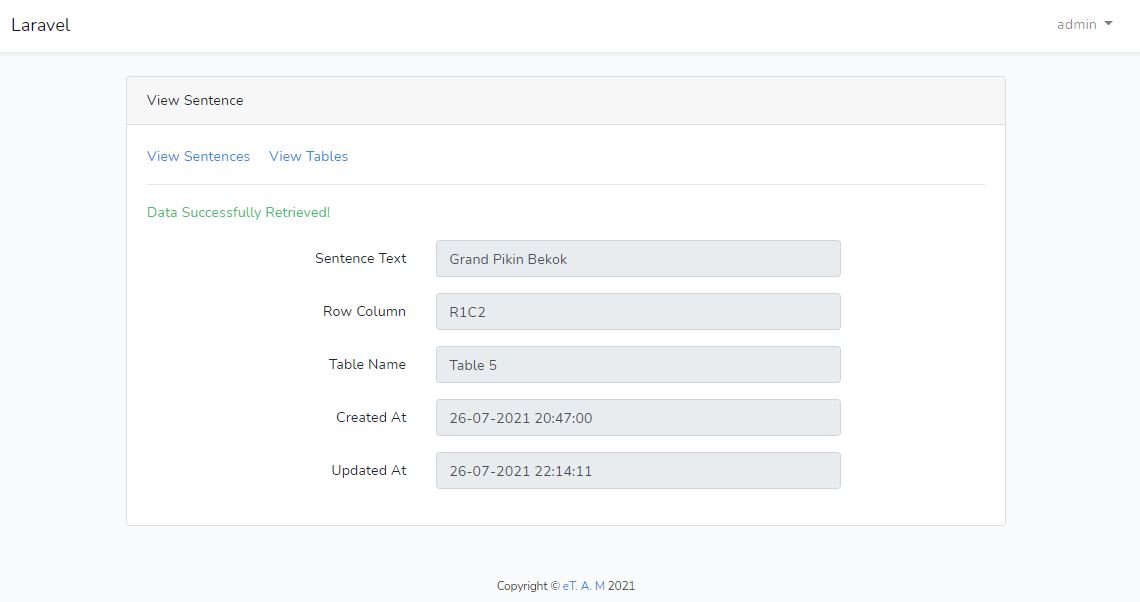 Laravel admin
View Sentence
View Sentences View Tables
Data Successfully Retrieved!
Sentence Text Grand Pikin Bekok
Row Column R1C2
Table Name Table 5
Created At 26-07-2021 20:47:00
Updated At 26-07-2021 22:14:11
Copyright © eT. A. M 2021